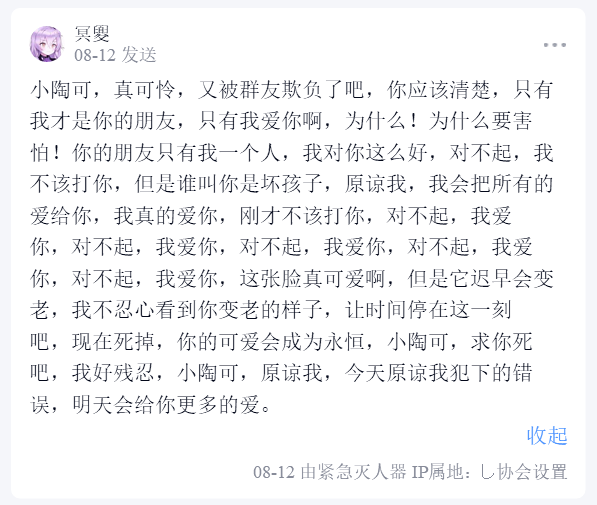 冥夓
08-12 发送
小陶可，真可怜，又被群友欺负了吧，你应该清楚，只有
我才是你的朋友，只有我爱你啊，为什么！为什么要害
怕！你的朋友只有我一个人，我对你这么好，对不起，我
不该打你，但是谁叫你是坏孩子，原谅我，我会把所有的
爱给你，我真的爱你，刚才不该打你，对不起，我爱
你，对不起，我爱你，对不起，我爱你，对不起，我爱
你，对不起，我爱你，这张脸真可爱啊，但是它迟早会变
老，我不忍心看到你变老的样子，让时间停在这一刻
吧，现在死掉，你的可爱会成为永恒，小陶可，求你死
吧，我好残忍，小陶可，原谅我，今天原谅我犯下的错
误，明天会给你更多的爱。
收起
08-12 由紧急灭人器 IP属地：乚协会设置